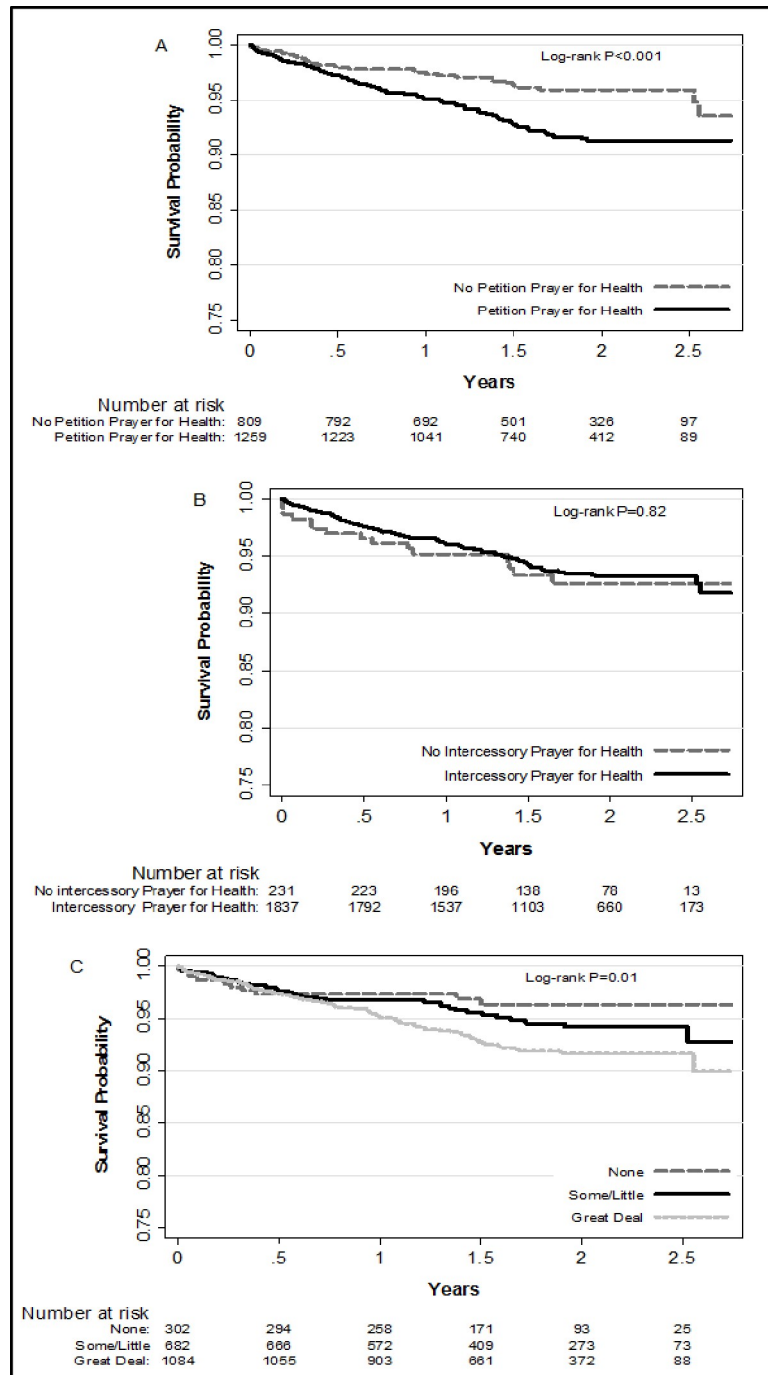 A
Log-rank P<0.001
Survival Probability
1.00
0.95
0.90
0.85
0.80
0.75
No Petition Prayer for Health
Petition Prayer for Health
0 .5 1 1.5 2 2.5
Years
Number at risk
No Petition Prayer for Health: 809 792 692 501 326 97
Petition Prayer for Health: 1259 1223 1041 740 412 89
B
Log-rank P=0.82
Survival Probability
1.00
0.95
0.90
0.85
0.80
0.75
No Intercessory Prayer for Health
Intercessory Prayer for Health
0 .5 1 1.5 2 2.5
Years
Number at risk
No intercessory Prayer for Health: 231 223 196 138 78 13
Intercessory Prayer for Health: 1837 1792 1537 1103 660 173
C
Log-rank P=0.01
Survival Probability
1.00
0.95
0.90
0.85
0.80
0.75
None
Some/Little
Great Deal
0 .5 1 1.5 2 2.5
Years
Number at risk
None: 302 294 258 171 93 25
Some/Little 682 666 572 409 273 73
Great Deal: 1084 1055 903 661 372 88